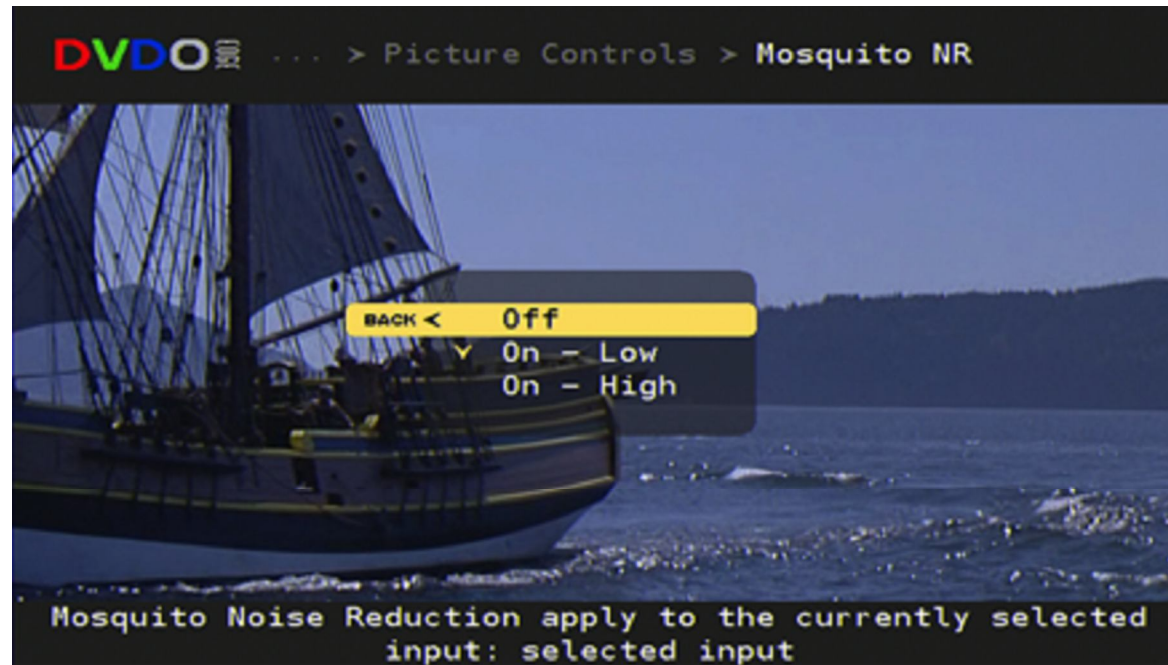 DVDO EDGE ... > Picture Controls > Mosquito NR
BACK < Off
On - Low
On - High
Mosquito Noise Reduction apply to the currently selected
input: selected input